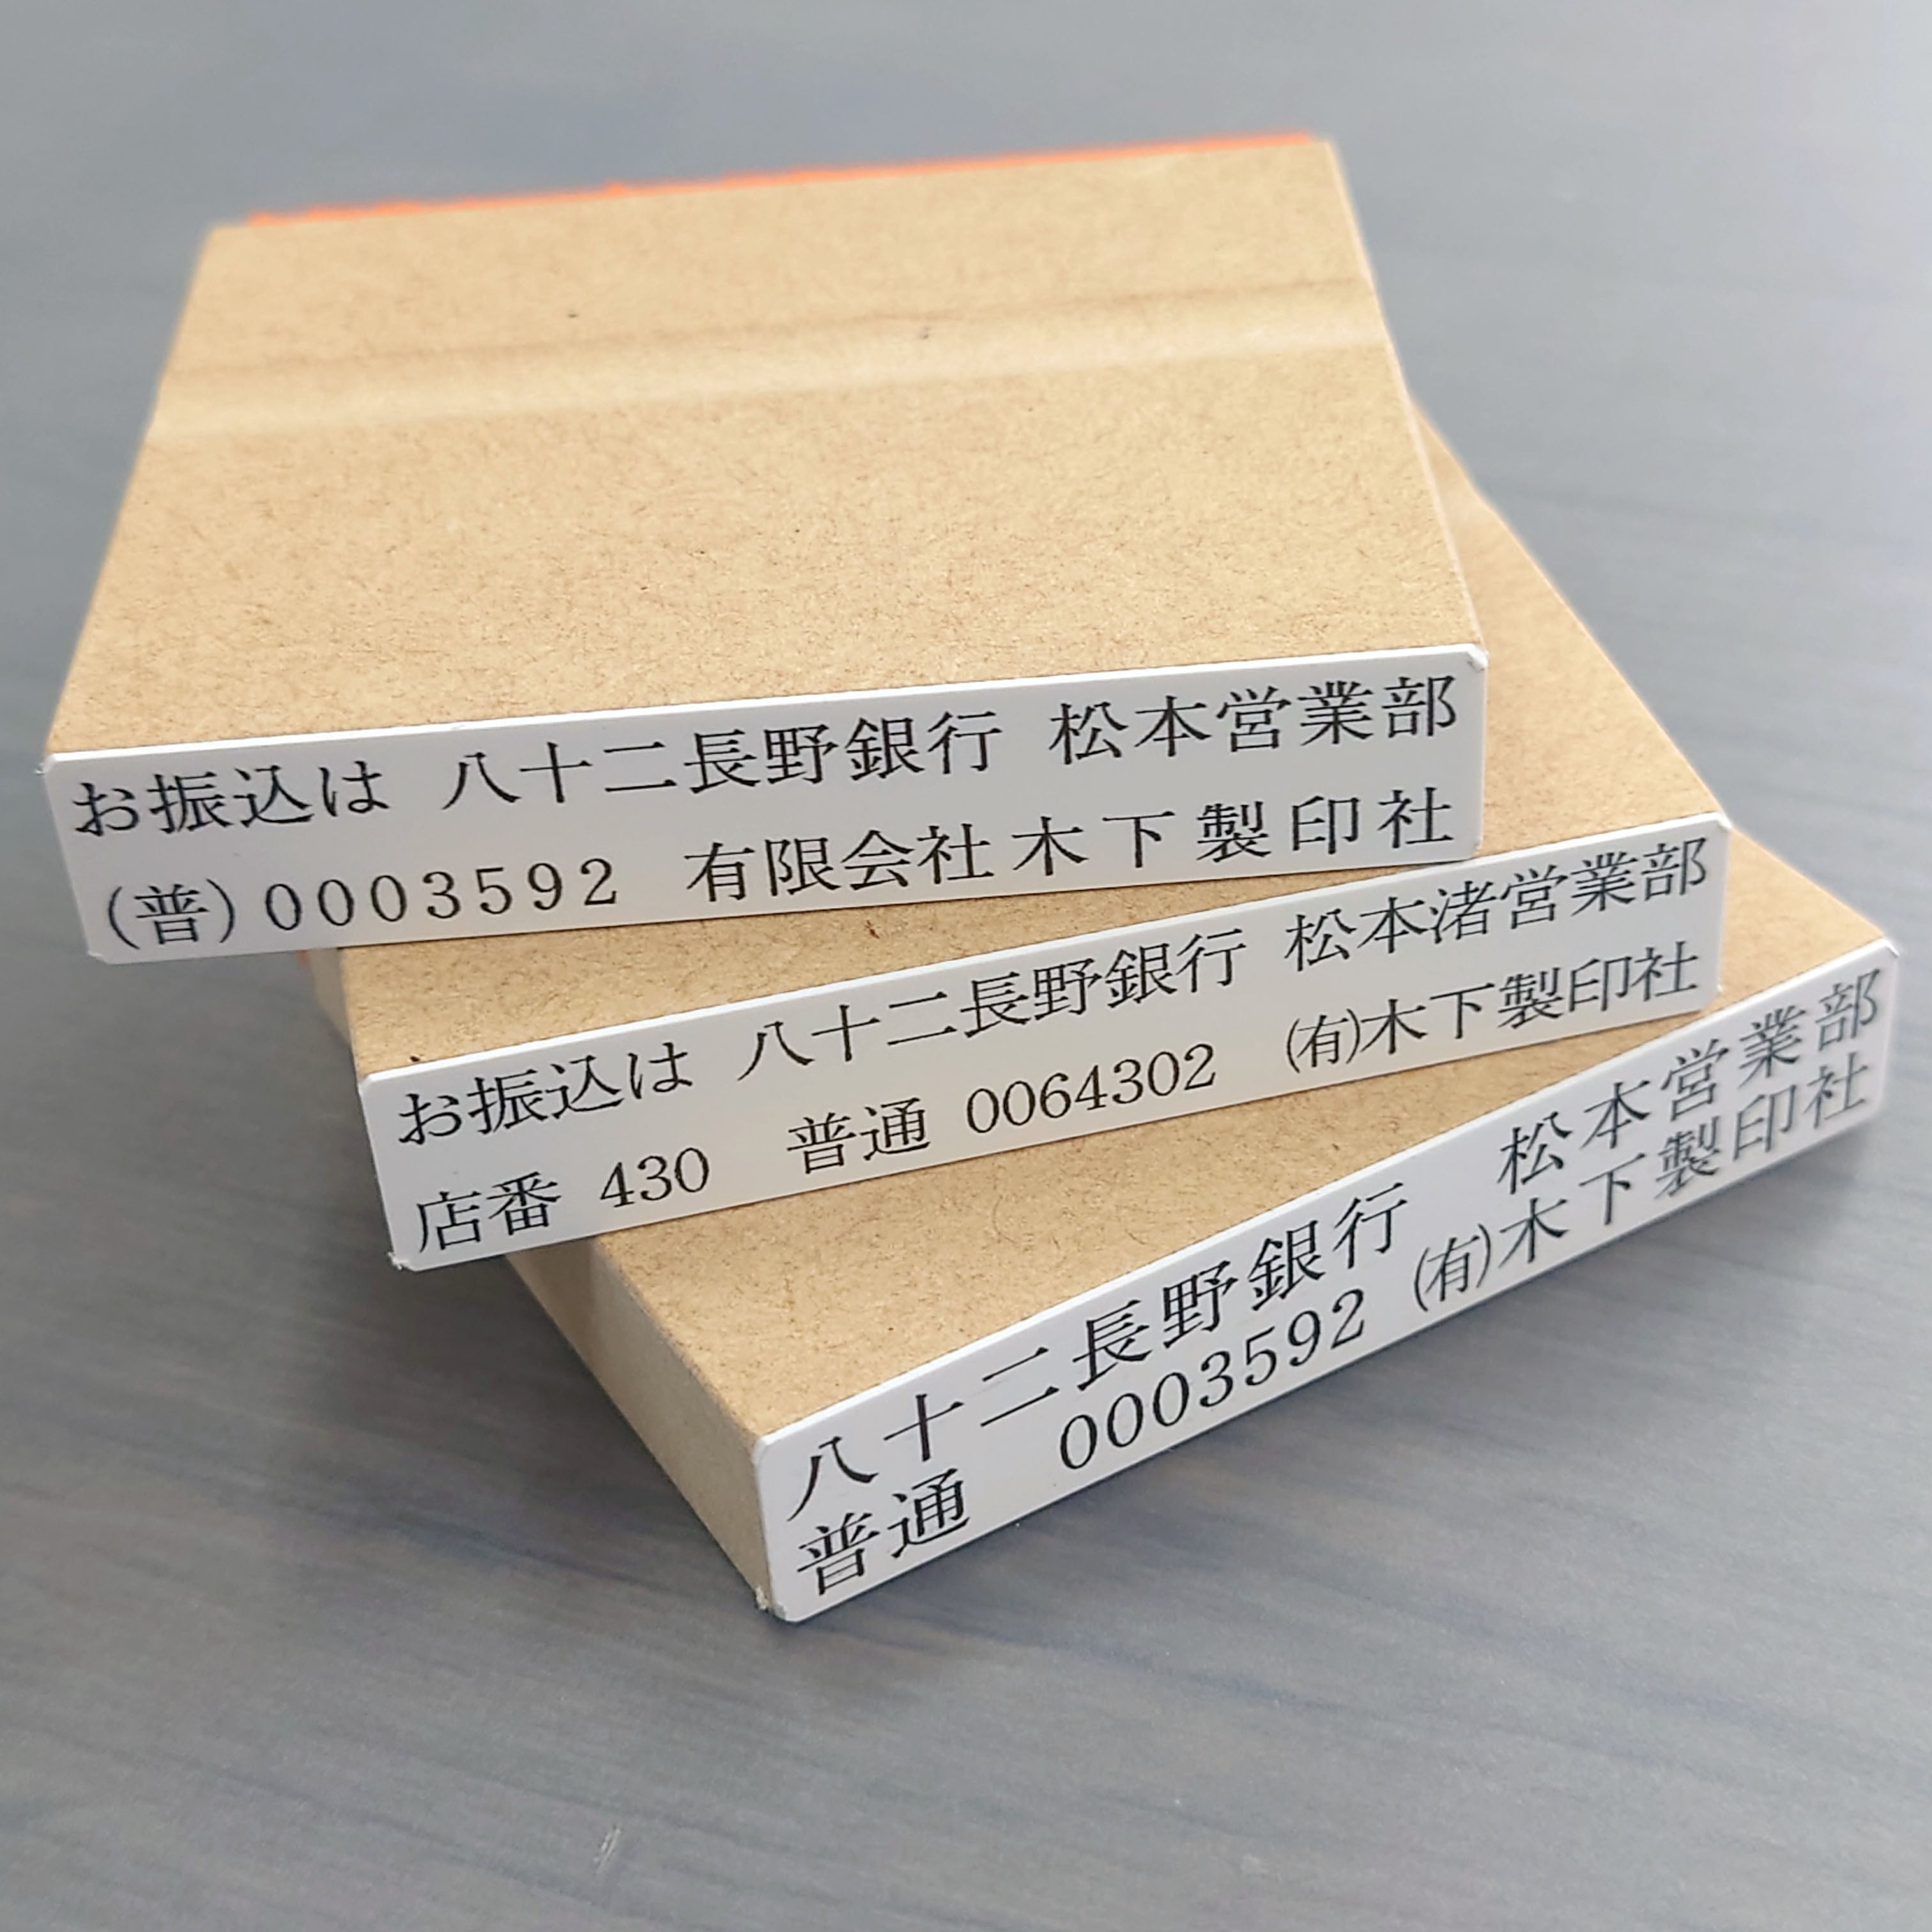 お振込は 八十二長野銀行 松本営業部
(普)0003592 有限会社木下製印社
お振込は 八十二長野銀行 松本渚営業部
店番 430 普通 0064302 (有)木下製印社
八十二長野銀行 松本営業部
普通 0003592 (有)木下製印社